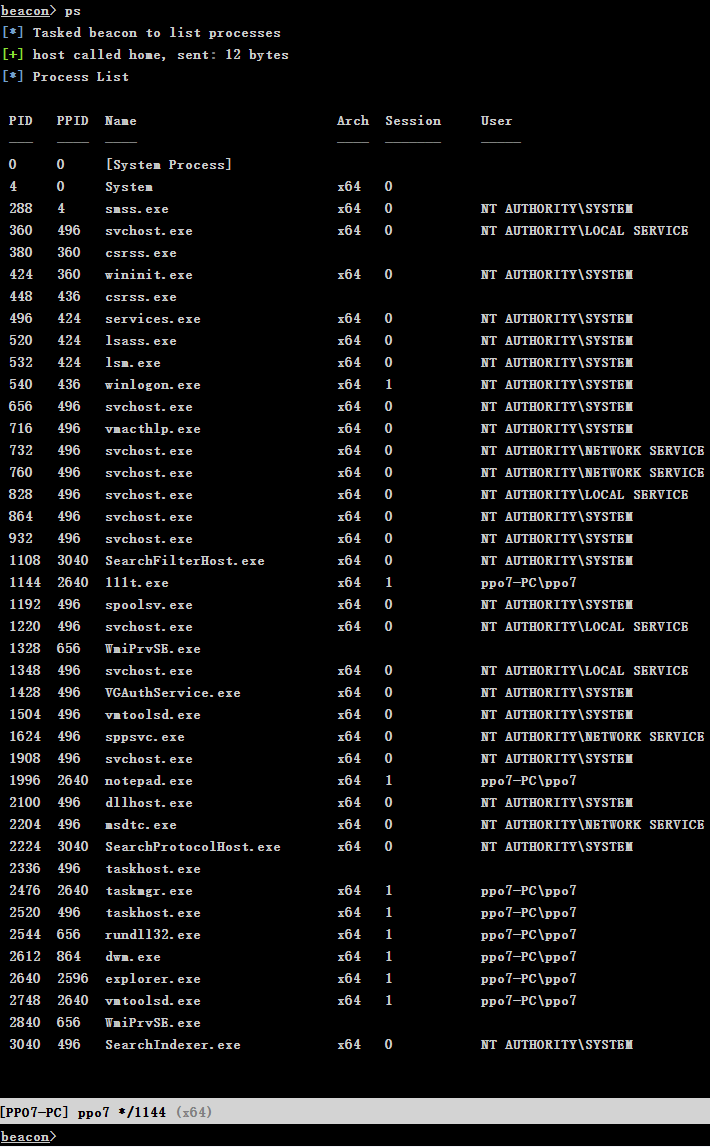 beacon> ps
[*] Tasked beacon to list processes
[+] host called home, sent: 12 bytes
[*] Process List
PID PPID Name Arch Session User
--- ---- ---- ---- ------- -----
0 0 [System Process]
4 0 System x64 0
288 4 smss.exe x64 0 NT AUTHORITY\SYSTEM
360 496 svchost.exe x64 0 NT AUTHORITY\LOCAL SERVICE
380 360 csrss.exe
424 360 wininit.exe x64 0 NT AUTHORITY\SYSTEM
448 436 csrss.exe
496 424 services.exe x64 0 NT AUTHORITY\SYSTEM
520 424 lsass.exe x64 0 NT AUTHORITY\SYSTEM
532 424 lsm.exe x64 0 NT AUTHORITY\SYSTEM
540 436 winlogon.exe x64 1 NT AUTHORITY\SYSTEM
656 496 svchost.exe x64 0 NT AUTHORITY\SYSTEM
716 496 vmacthlp.exe x64 0 NT AUTHORITY\SYSTEM
732 496 svchost.exe x64 0 NT AUTHORITY\NETWORK SERVICE
760 496 svchost.exe x64 0 NT AUTHORITY\NETWORK SERVICE
828 496 svchost.exe x64 0 NT AUTHORITY\LOCAL SERVICE
864 496 svchost.exe x64 0 NT AUTHORITY\SYSTEM
932 496 svchost.exe x64 0 NT AUTHORITY\SYSTEM
1108 3040 SearchFilterHost.exe x64 0 NT AUTHORITY\SYSTEM
1144 2640 111t.exe x64 1 ppo7-PC\ppo7
1192 496 spoolsv.exe x64 0 NT AUTHORITY\SYSTEM
1220 496 svchost.exe x64 0 NT AUTHORITY\LOCAL SERVICE
1328 656 WmiPrvSE.exe
1348 496 svchost.exe x64 0 NT AUTHORITY\LOCAL SERVICE
1428 496 VGAuthService.exe x64 0 NT AUTHORITY\SYSTEM
1504 496 vmtoolsd.exe x64 0 NT AUTHORITY\SYSTEM
1624 496 sppsvc.exe x64 0 NT AUTHORITY\NETWORK SERVICE
1908 496 svchost.exe x64 0 NT AUTHORITY\SYSTEM
1996 2640 notepad.exe x64 1 ppo7-PC\ppo7
2100 496 dllhost.exe x64 0 NT AUTHORITY\SYSTEM
2204 496 msdtc.exe x64 0 NT AUTHORITY\NETWORK SERVICE
2224 3040 SearchProtocolHost.exe x64 0 NT AUTHORITY\SYSTEM
2336 496 taskhost.exe
2476 2640 taskmgr.exe x64 1 ppo7-PC\ppo7
2520 496 taskhost.exe x64 1 ppo7-PC\ppo7
2544 656 rundll32.exe x64 1 ppo7-PC\ppo7
2612 864 dwm.exe x64 1 ppo7-PC\ppo7
2640 2596 explorer.exe x64 1 ppo7-PC\ppo7
2748 2640 vmtoolsd.exe x64 1 ppo7-PC\ppo7
2840 656 WmiPrvSE.exe
3040 496 SearchIndexer.exe x64 0 NT AUTHORITY\SYSTEM
[PPO7-PC] ppo7 */1144 (x64)
beacon>